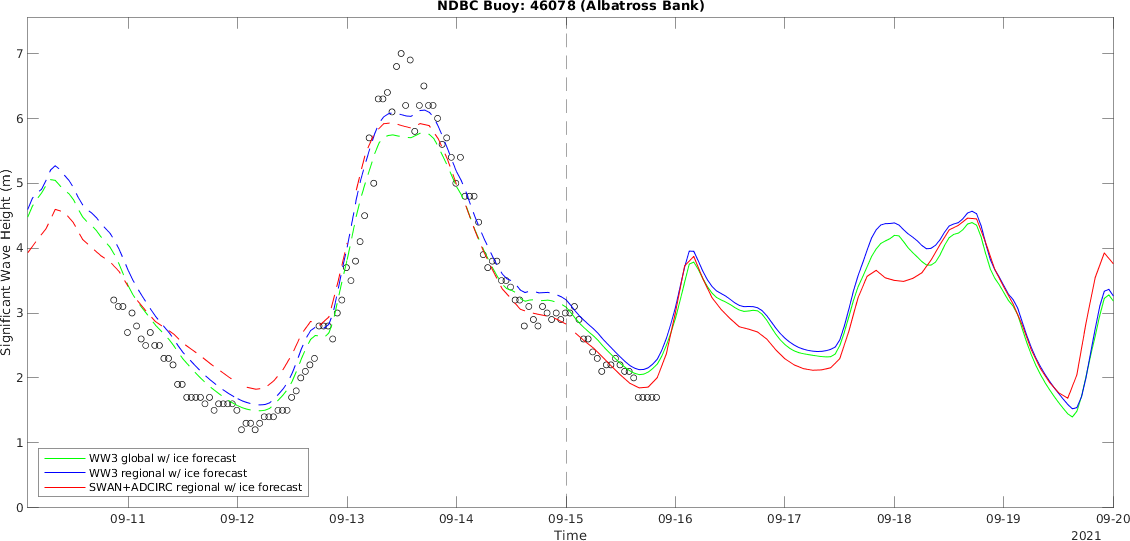 NDBC Buoy: 46078 (Albatross Bank)
Significant Wave Height (m)
7
6
5
4
3
2
1
0
WW3 global w/ ice forecast
WW3 regional w/ ice forecast
SWAN+ADCIRC regional w/ ice forecast
09-11 09-12 09-13 09-14 09-15 09-16 09-17 09-18 09-19 09-20
Time
2021